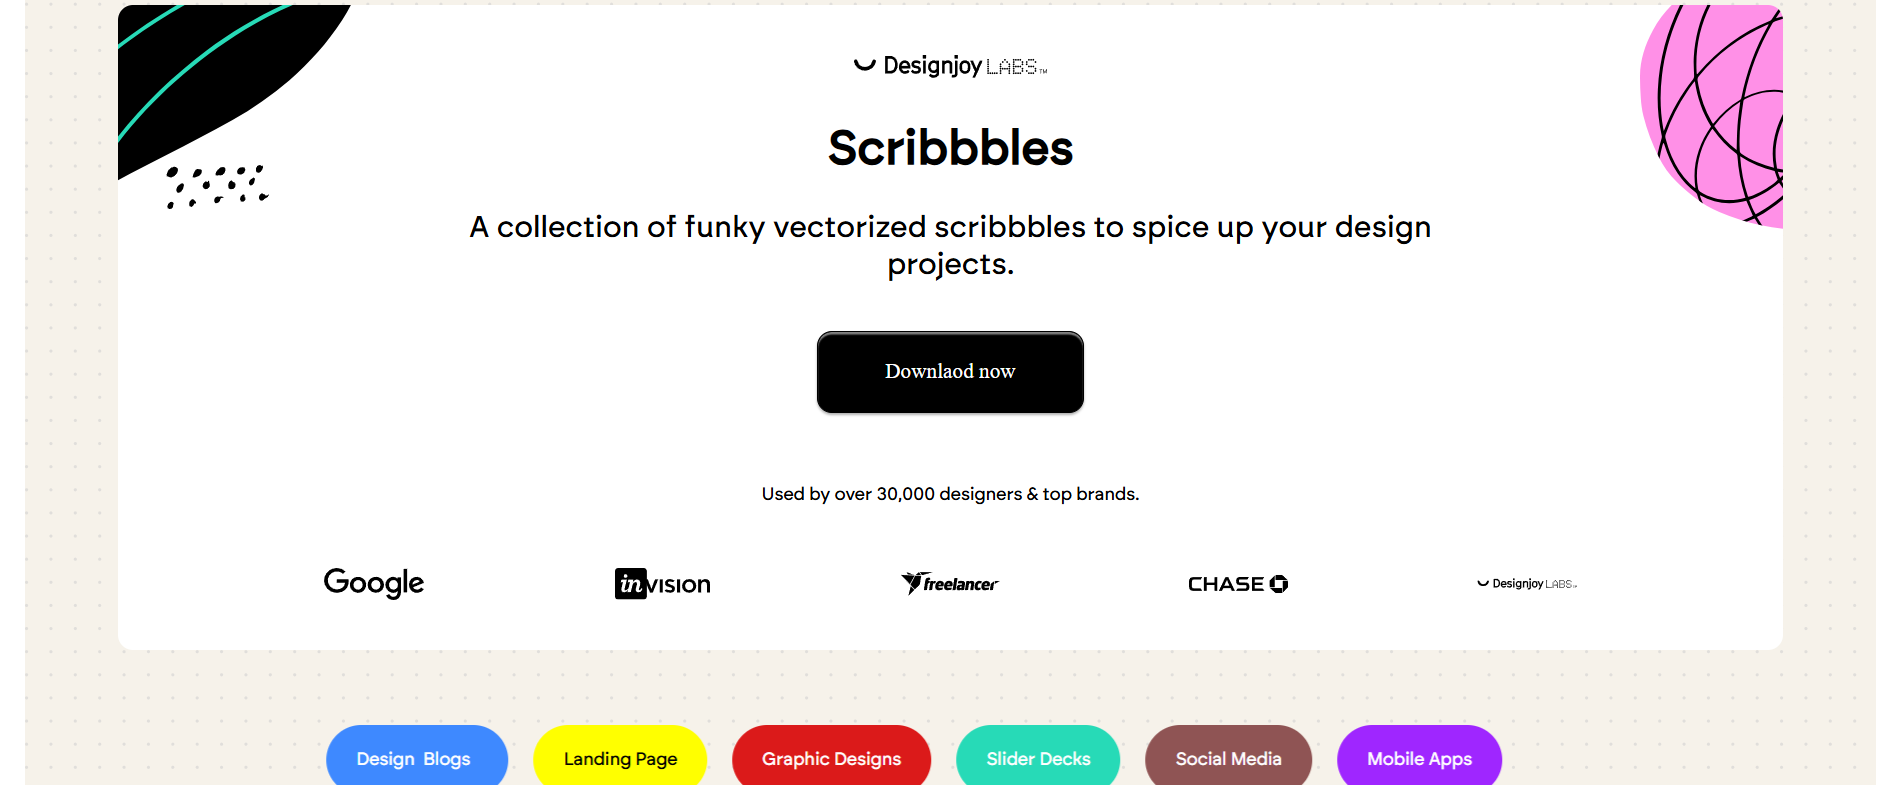 Designjoy LABS™
Scribbbles
A collection of funky vectorized scribbbles to spice up your design
projects.
Downlaod now
Used by over 30,000 designers & top brands.
Google invision freelancer CHASE Designjoy LABS™
Design Blogs Landing Page Graphic Designs Slider Decks Social Media Mobile Apps